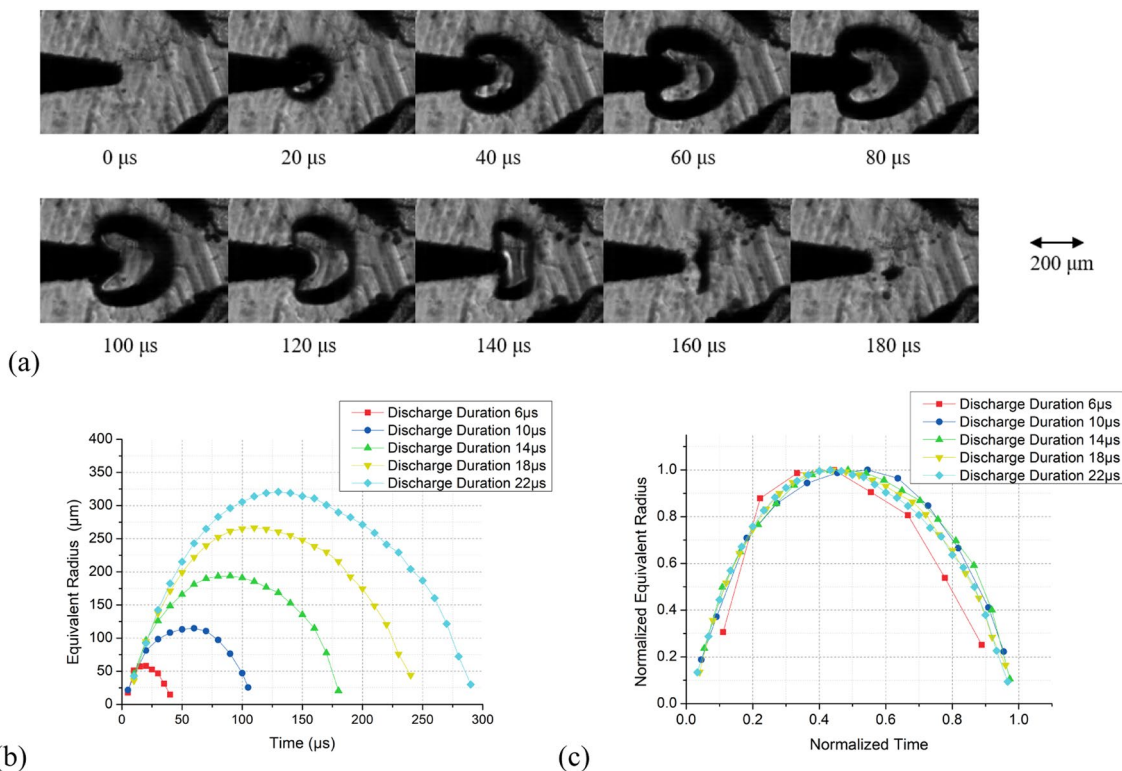 0 μs 20 μs 40 μs 60 μs 80 μs
200 μm
100 μs 120 μs 140 μs 160 μs 180 μs
(a)
Discharge Duration 6μs
Discharge Duration 10μs
Discharge Duration 14μs
Discharge Duration 18μs
Discharge Duration 22μs
400
350
300
250
200
150
100
50
0
Equivalent Radius (μm)
0 50 100 150 200 250 300
Time (μs)
(b)
Discharge Duration 6μs
Discharge Duration 10μs
Discharge Duration 14μs
Discharge Duration 18μs
Discharge Duration 22μs
1.0
0.8
0.6
0.4
0.2
0.0
Normalized Equivalent Radius
0.0 0.2 0.4 0.6 0.8 1.0
Normalized Time
(c)